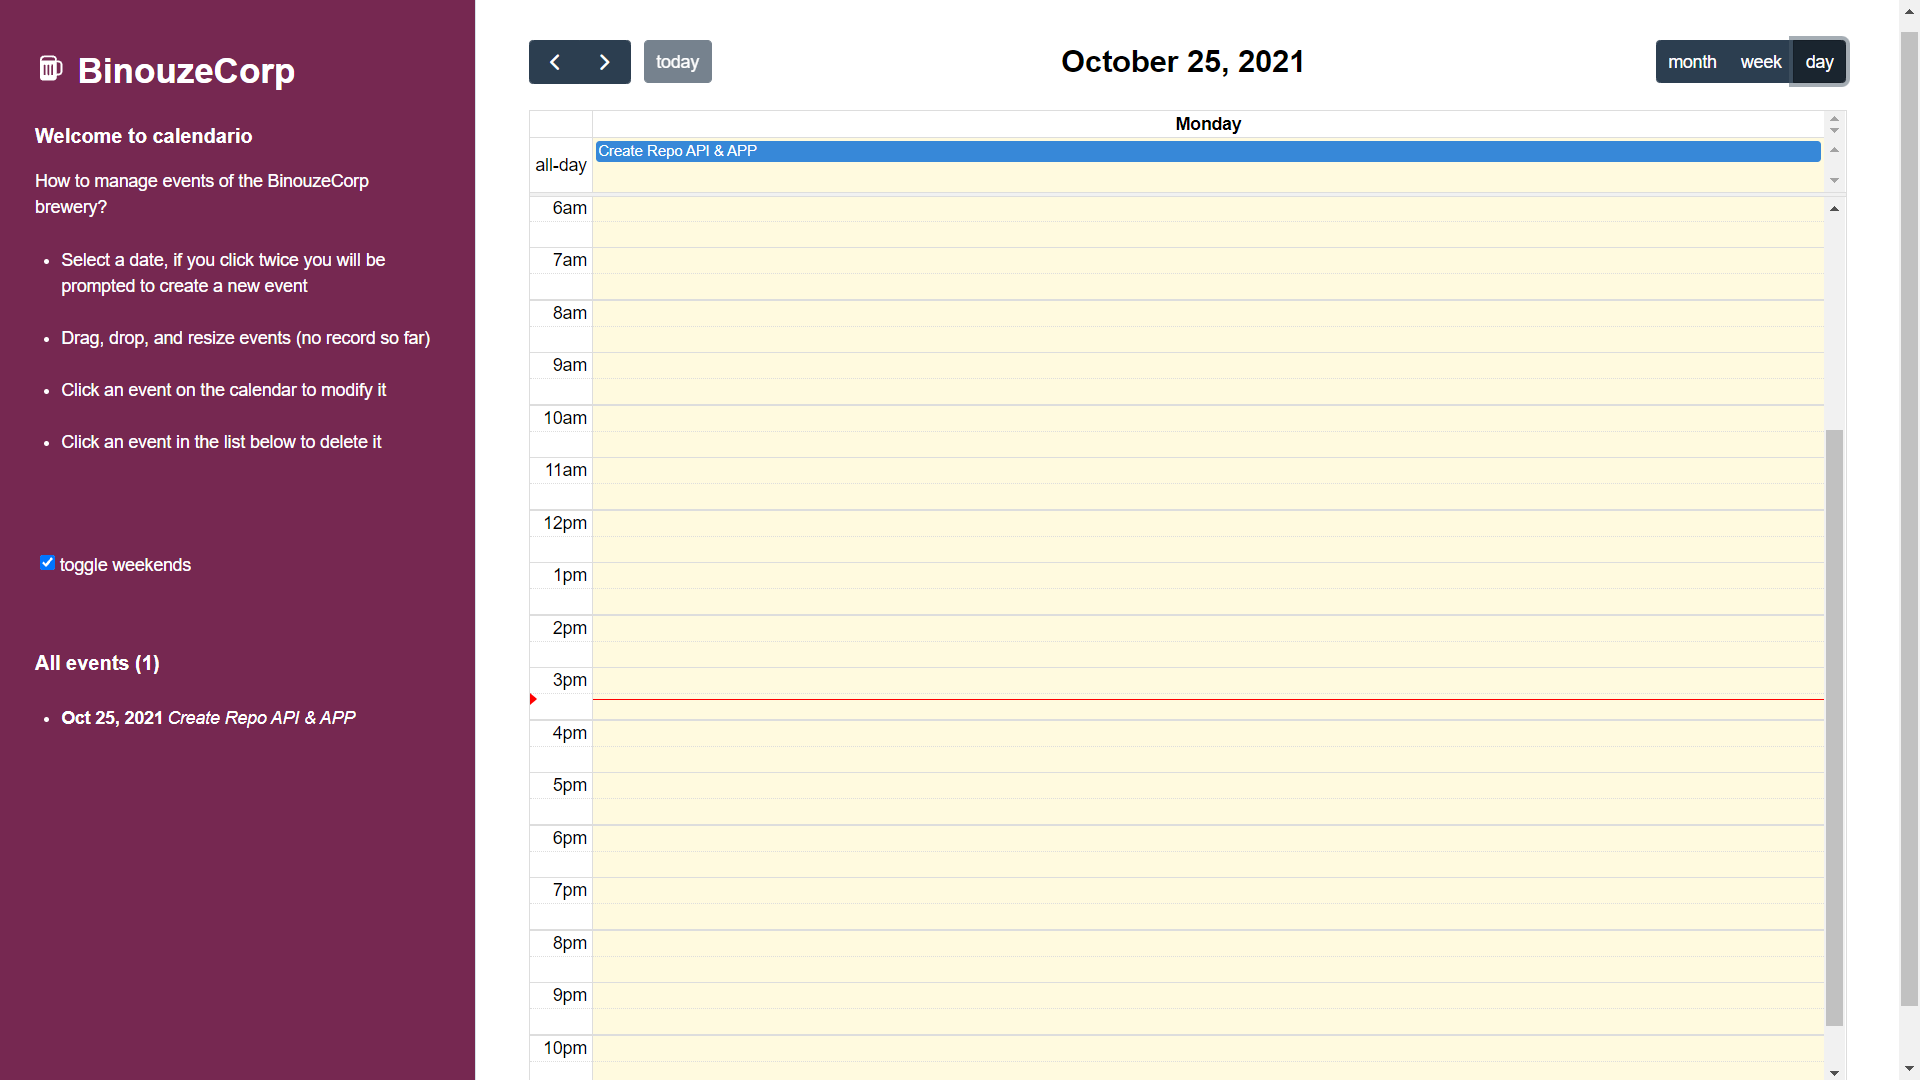 BinouzeCorp
Welcome to calendario
How to manage events of the BinouzeCorp
brewery?
Select a date, if you click twice you will be
prompted to create a new event
Drag, drop, and resize events (no record so far)
Click an event on the calendar to modify it
Click an event in the list below to delete it
toggle weekends
All events (1)
Oct 25, 2021 Create Repo API & APP
today
October 25, 2021
month week day
Monday
all-day
Create Repo API & APP
6am
7am
8am
9am
10am
11am
12pm
1pm
2pm
3pm
4pm
5pm
6pm
7pm
8pm
9pm
10pm